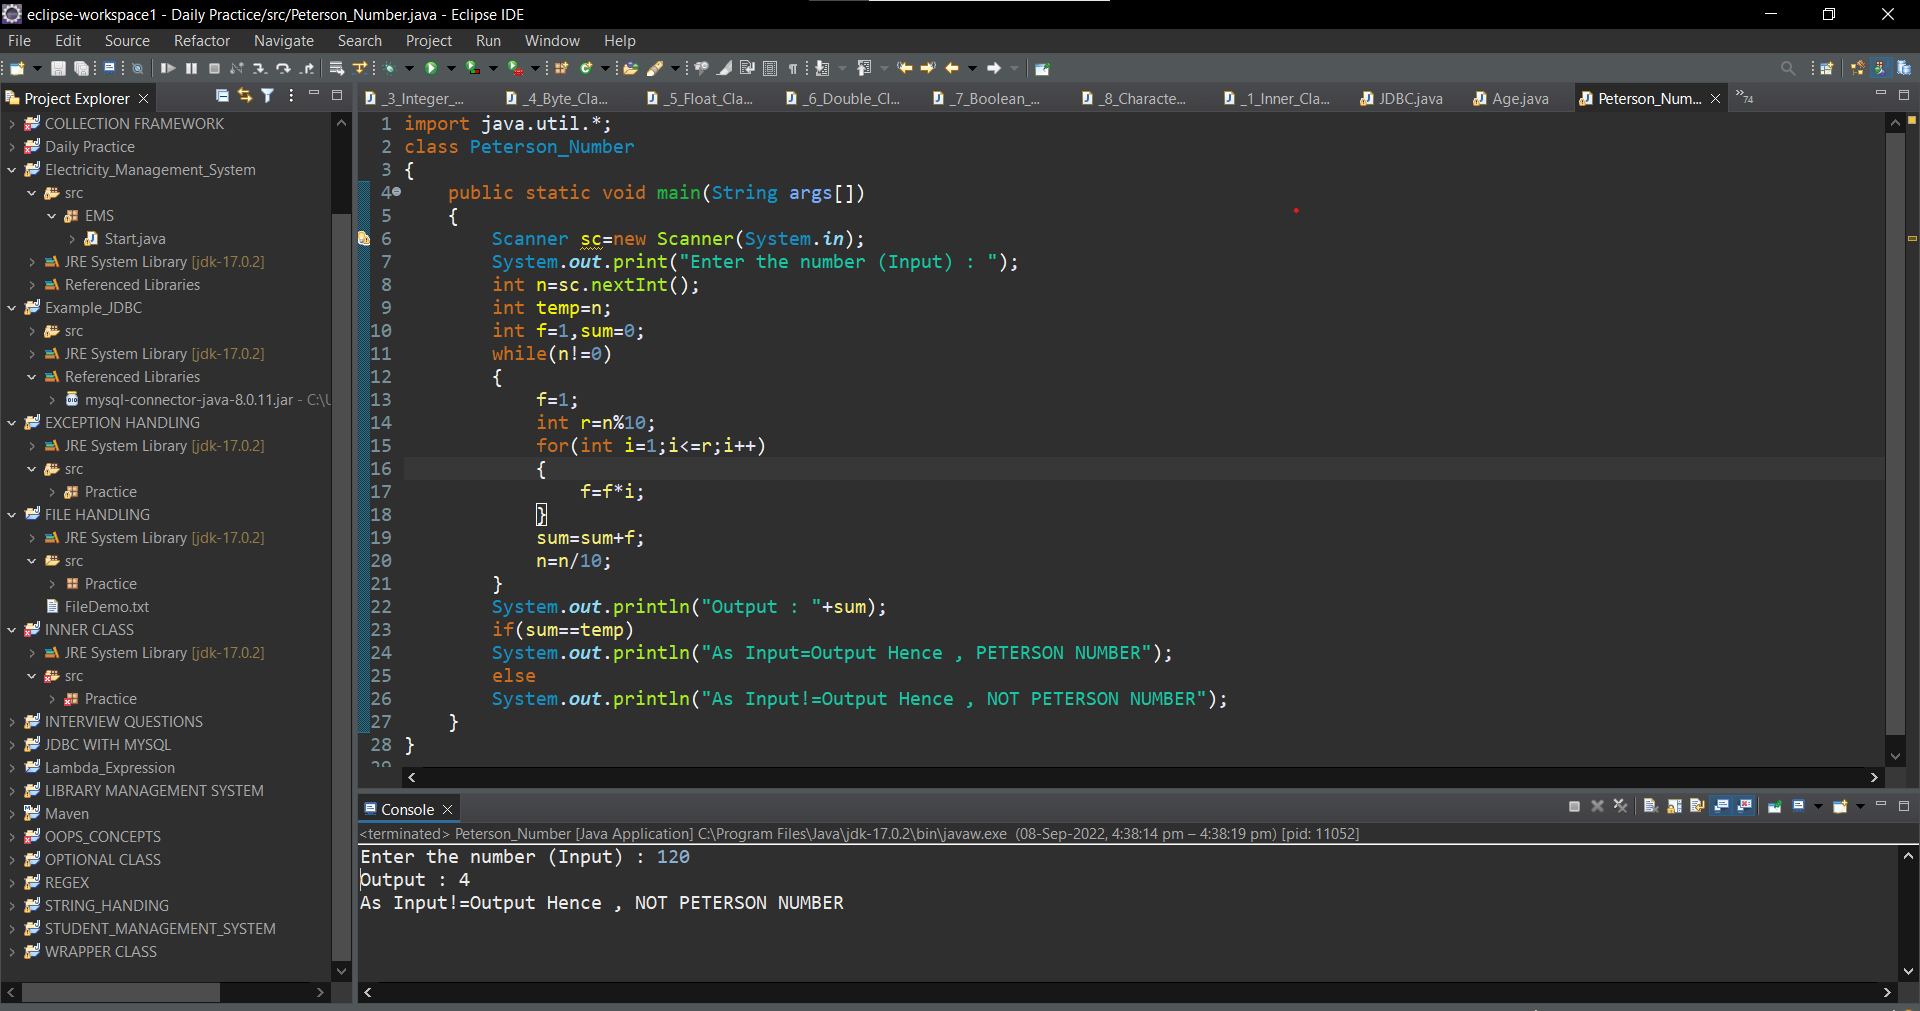 eclipse-workspace1 - Daily Practice/src/Peterson_Number.java - Eclipse IDE
File Edit Source Refactor Navigate Search Project Run Window Help
Project Explorer
COLLECTION FRAMEWORK
Daily Practice
Electricity_Management_System
src
EMS
Start.java
JRE System Library [jdk-17.0.2]
Referenced Libraries
Example_JDBC
src
JRE System Library [jdk-17.0.2]
Referenced Libraries
mysql-connector-java-8.0.11.jar - C:\U
EXCEPTION HANDLING
JRE System Library [jdk-17.0.2]
src
Practice
FILE HANDLING
JRE System Library [jdk-17.0.2]
src
Practice
FileDemo.txt
INNER CLASS
JRE System Library [jdk-17.0.2]
src
Practice
INTERVIEW QUESTIONS
JDBC WITH MYSQL
Lambda_Expression
LIBRARY MANAGEMENT SYSTEM
Maven
OOPS_CONCEPTS
OPTIONAL CLASS
REGEX
STRING_HANDING
STUDENT_MANAGEMENT_SYSTEM
WRAPPER CLASS
_3_Integer_... _4_Byte_Cla... _5_Float_Cla... _6_Double_Cl... _7_Boolean_... _8_Characte... _1_Inner_Cla... JDBC.java Age.java Peterson_Num... »74
1 import java.util.*;
2 class Peterson_Number
3 {
4 public static void main(String args[])
5 {
6 Scanner sc=new Scanner(System.in);
7 System.out.print("Enter the number (Input) : ");
8 int n=sc.nextInt();
9 int temp=n;
10 int f=1,sum=0;
11 while(n!=0)
12 {
13 f=1;
14 int r=n%10;
15 for(int i=1;i<=r;i++)
16 {
17 f=f*i;
18 }
19 sum=sum+f;
20 n=n/10;
21 }
22 System.out.println("Output : "+sum);
23 if(sum==temp)
24 System.out.println("As Input=Output Hence , PETERSON NUMBER");
25 else
26 System.out.println("As Input!=Output Hence , NOT PETERSON NUMBER");
27 }
28 }
29
Console
<terminated> Peterson_Number [Java Application] C:\Program Files\Java\jdk-17.0.2\bin\javaw.exe (08-Sep-2022, 4:38:14 pm – 4:38:19 pm) [pid: 11052]
Enter the number (Input) : 120
Output : 4
As Input!=Output Hence , NOT PETERSON NUMBER